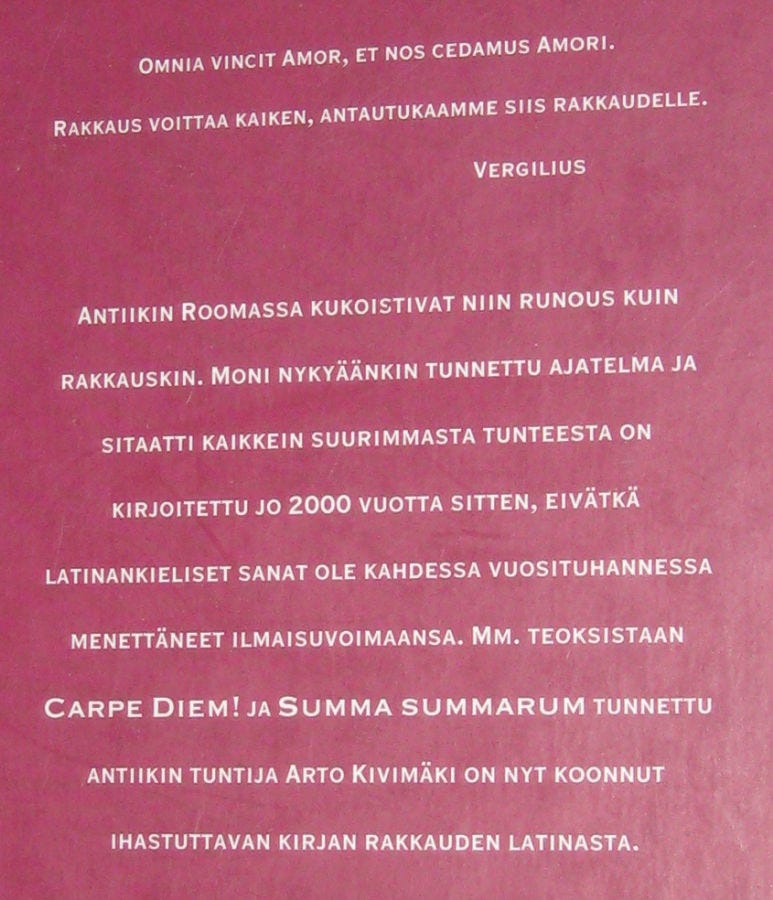 Omnia vincit Amor, et nos cedamus Amori.
Rakkaus voittaa kaiken, antautukaamme siis rakkaudelle.
Vergilius
Antiikin Roomassa kukoistivat niin runous kuin
rakkauskin. Moni nykyäänkin tunnettu ajatelma ja
sitaatti kaikkein suurimmasta tunteesta on
kirjoitettu jo 2000 vuotta sitten, eivätkä
latinankieliset sanat ole kahdessa vuosituhannessa
menettäneet ilmaisuvoimaansa. Mm. teoksistaan
Carpe Diem! ja Summa summarum tunnettu
antiikin tuntija Arto Kivimäki on nyt koonnut
ihastuttavan kirjan rakkauden latinasta.